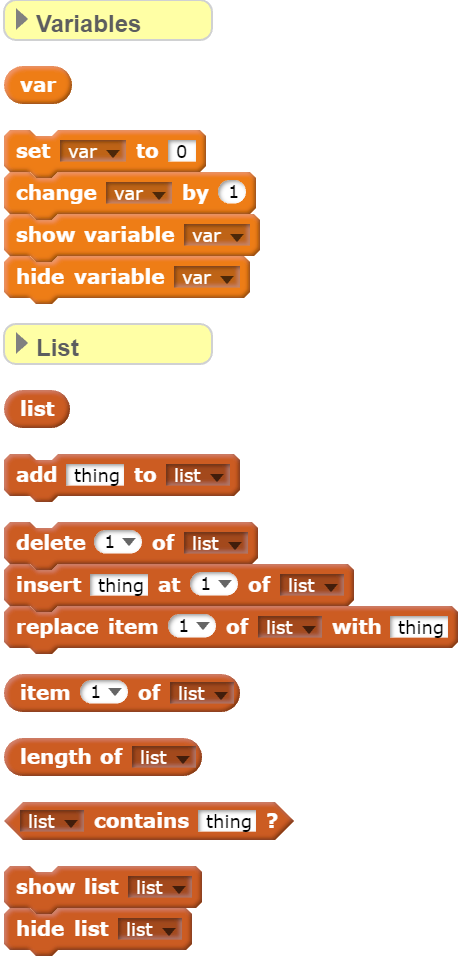 Variables
var
set var to 0
change var by 1
show variable var
hide variable var
List
list
add thing to list
delete 1 of list
insert thing at 1 of list
replace item 1 of list with thing
item 1 of list
length of list
list contains thing ?
show list list
hide list list